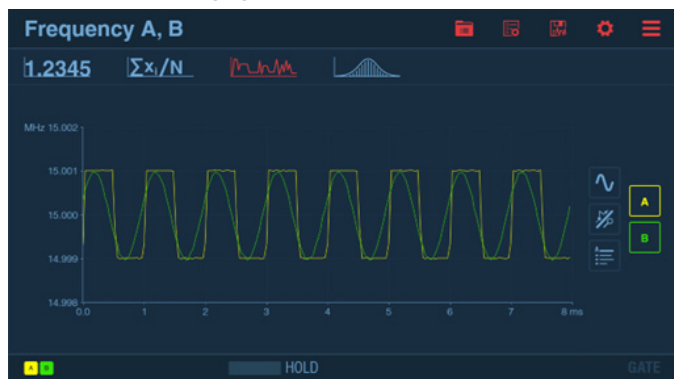 Frequency A, B
1.2345 Σxᵢ/N
MHz 15.002
15.001
15.000
14.999
14.998
0.0 1 2 3 4 5 6 7 8 ms
A
B
A B HOLD GATE